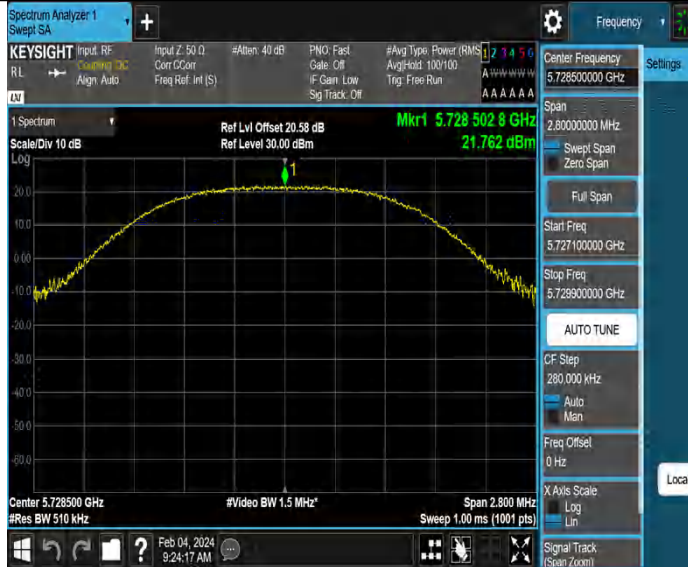 Spectrum Analyzer 1
Swept SA
+
Frequency
KEYSIGHT
RL
LXI
Input: RF
Coupling: DC
Align: Auto
Input Z: 50 Ω
Corr CCorr
Freq Ref: Int (S)
#Atten: 40 dB
PNO: Fast
Gate: Off
IF Gain: Low
Sig Track: Off
#Avg Type: Power (RMS
Avg|Hold: 100/100
Trig: Free Run
1 2 3 4 5 6
A W W W W W
A A A A A A
1 Spectrum
Scale/Div 10 dB
Log
Ref Lvl Offset 20.58 dB
Ref Level 30.00 dBm
Mkr1 5.728 502 8 GHz
21.762 dBm
1
20.0
10.0
0.00
-10.0
-20.0
-30.0
-40.0
-50.0
-60.0
Center 5.728500 GHz
#Res BW 510 kHz
#Video BW 1.5 MHz*
Span 2.800 MHz
Sweep 1.00 ms (1001 pts)
?
Feb 04, 2024
9:24:17 AM
Center Frequency
5.728500000 GHz
Settings
Span
2.80000000 MHz
Swept Span
Zero Span
Full Span
Start Freq
5.727100000 GHz
Stop Freq
5.729900000 GHz
AUTO TUNE
CF Step
280.000 kHz
Auto
Man
Freq Offset
0 Hz
X Axis Scale
Log
Lin
Loca
Signal Track
(Span Zoom)